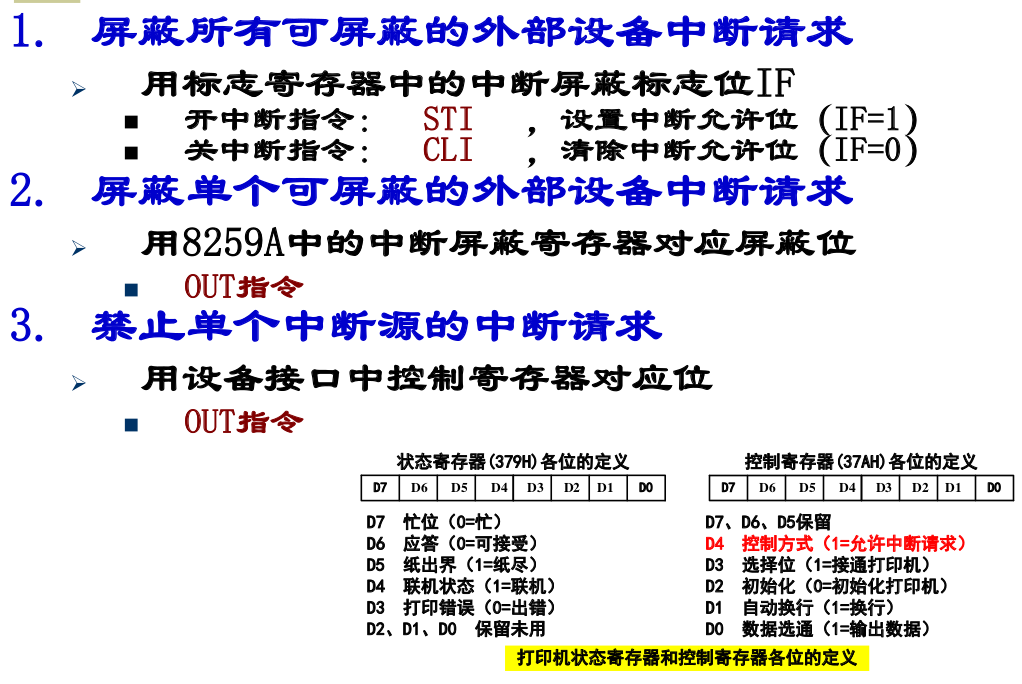 1. 屏蔽所有可屏蔽的外部设备中断请求
用标志寄存器中的中断屏蔽标志位IF
开中断指令： STI ，设置中断允许位（IF=1）
关中断指令： CLI ，清除中断允许位（IF=0）
2. 屏蔽单个可屏蔽的外部设备中断请求
用8259A中的中断屏蔽寄存器对应屏蔽位
OUT指令
3. 禁止单个中断源的中断请求
用设备接口中控制寄存器对应位
OUT指令
状态寄存器(379H)各位的定义
D7 D6 D5 D4 D3 D2 D1 D0
D7 忙位（0=忙）
D6 应答（0=可接受）
D5 纸出界（1=纸尽）
D4 联机状态（1=联机）
D3 打印错误（0=出错）
D2、D1、D0 保留未用
控制寄存器(37AH)各位的定义
D7 D6 D5 D4 D3 D2 D1 D0
D7、D6、D5保留
D4 控制方式（1=允许中断请求）
D3 选择位（1=接通打印机）
D2 初始化（0=初始化打印机）
D1 自动换行（1=换行）
D0 数据选通（1=输出数据）
打印机状态寄存器和控制寄存器各位的定义